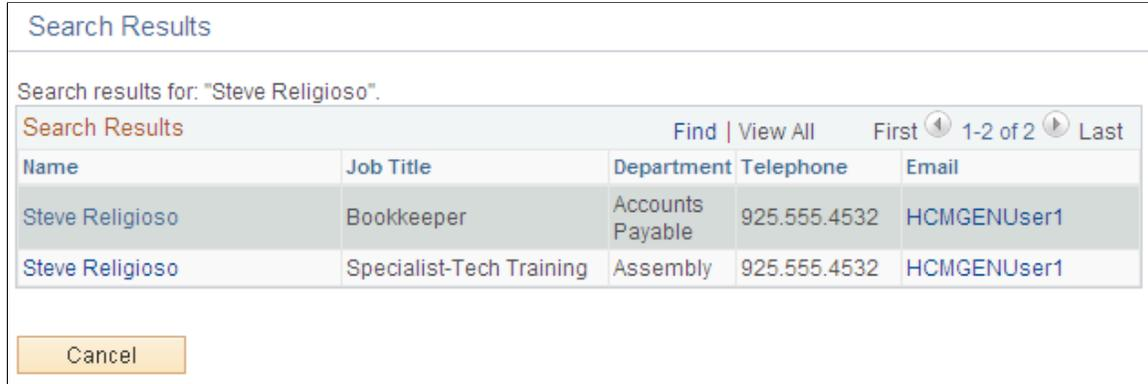 Search Results
Search results for: "Steve Religioso".
Search Results Find | View All First 1-2 of 2 Last
Name Job Title Department Telephone Email
Steve Religioso Bookkeeper Accounts Payable 925.555.4532 HCMGENUser1
Steve Religioso Specialist-Tech Training Assembly 925.555.4532 HCMGENUser1
Cancel